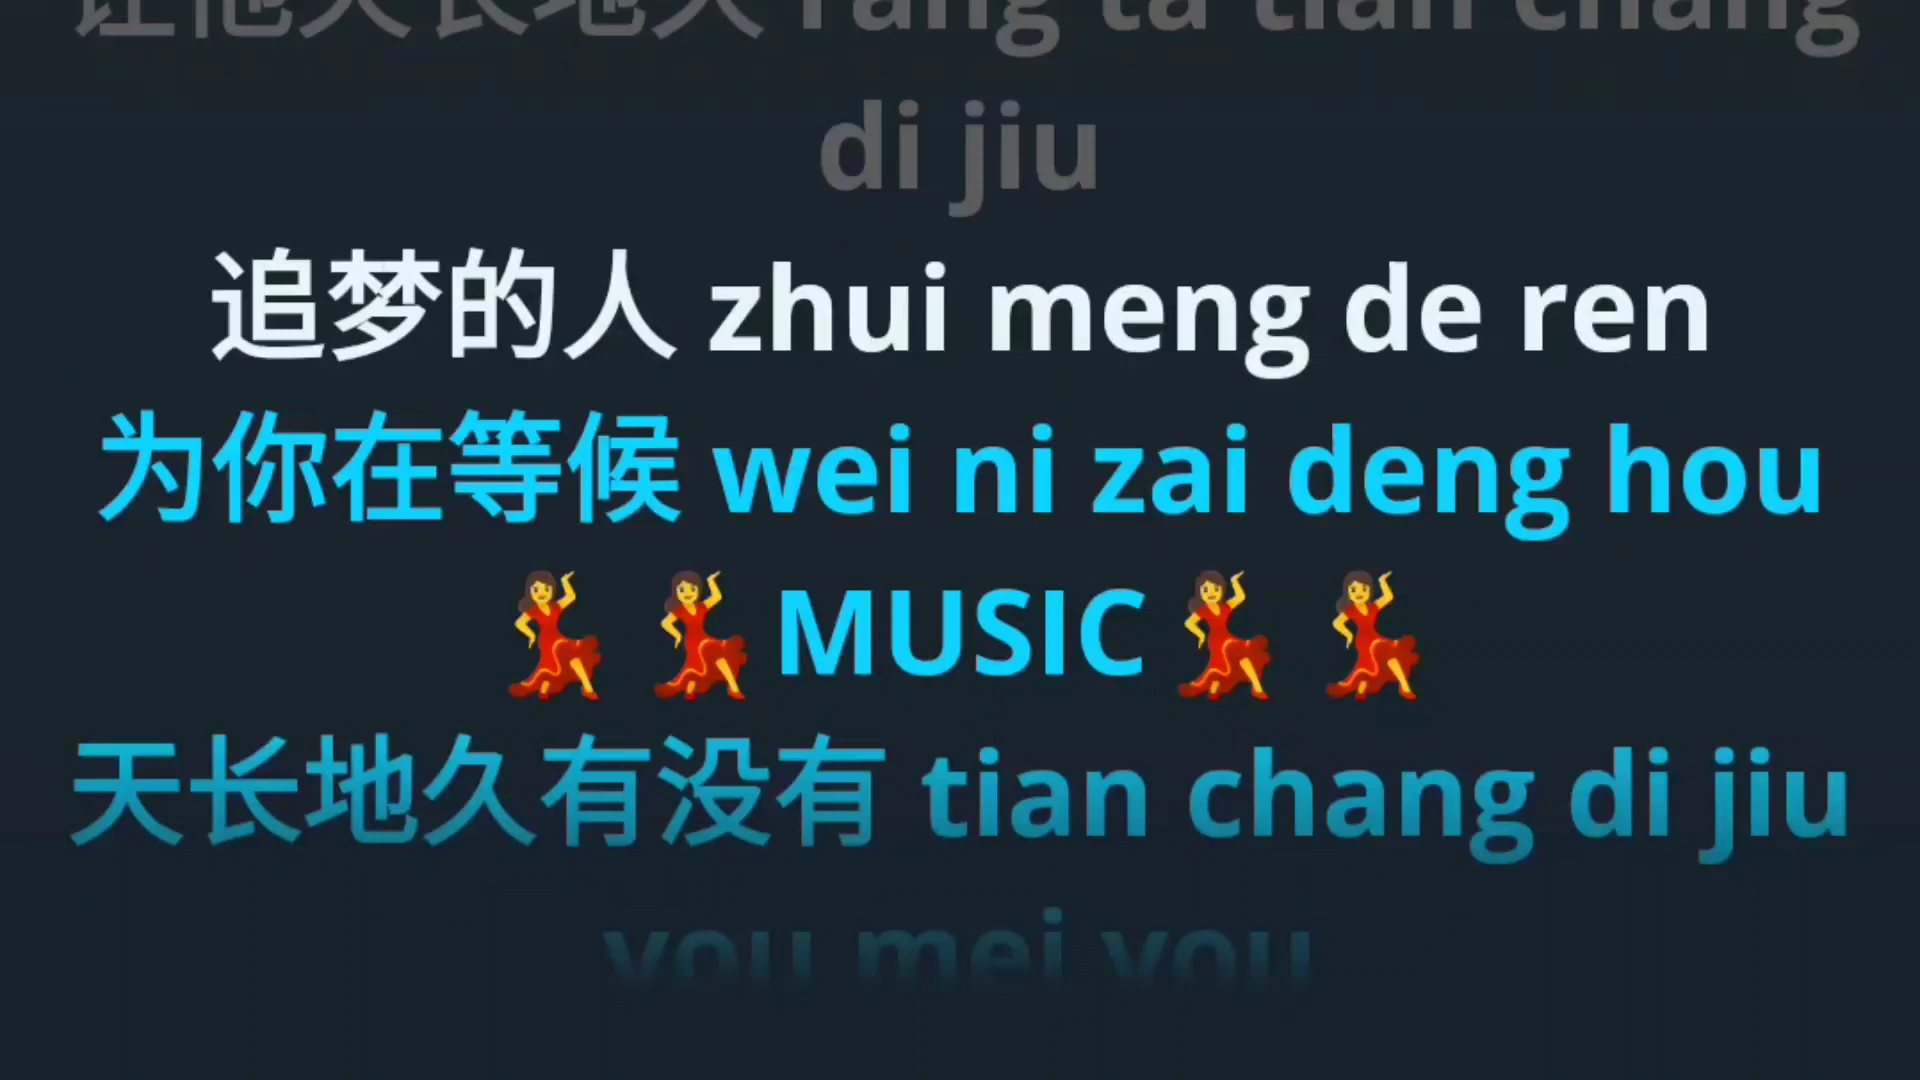 让他天长地久 rang ta tian chang
di jiu
追梦的人 zhui meng de ren
为你在等候 wei ni zai deng hou
💃💃MUSIC💃💃
天长地久有没有 tian chang di jiu
you mei you